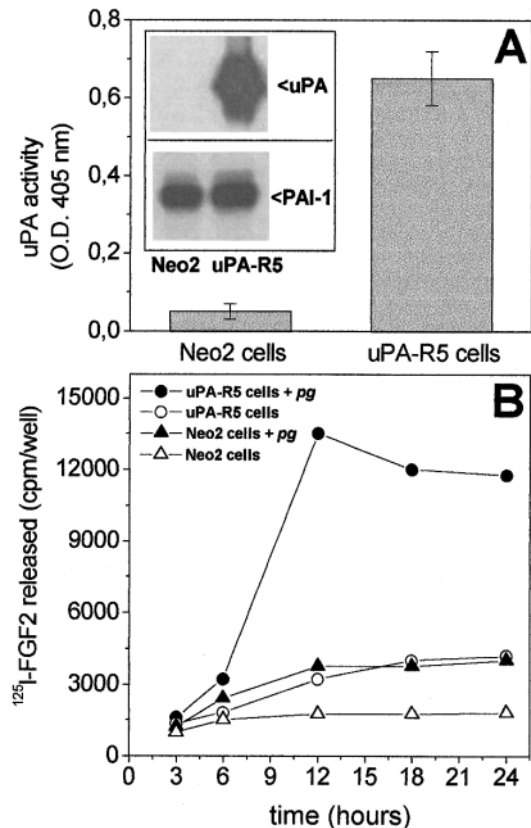 A
uPA activity
(O.D. 405 nm)
0,8
0,6
0,4
0,2
0,0
<uPA
<PAI-1
Neo2 uPA-R5
Neo2 cells
uPA-R5 cells
B
¹²⁵I-FGF2 released (cpm/well)
15000
12000
9000
6000
3000
0
uPA-R5 cells + pg
uPA-R5 cells
Neo2 cells + pg
Neo2 cells
0 3 6 9 12 15 18 21 24
time (hours)